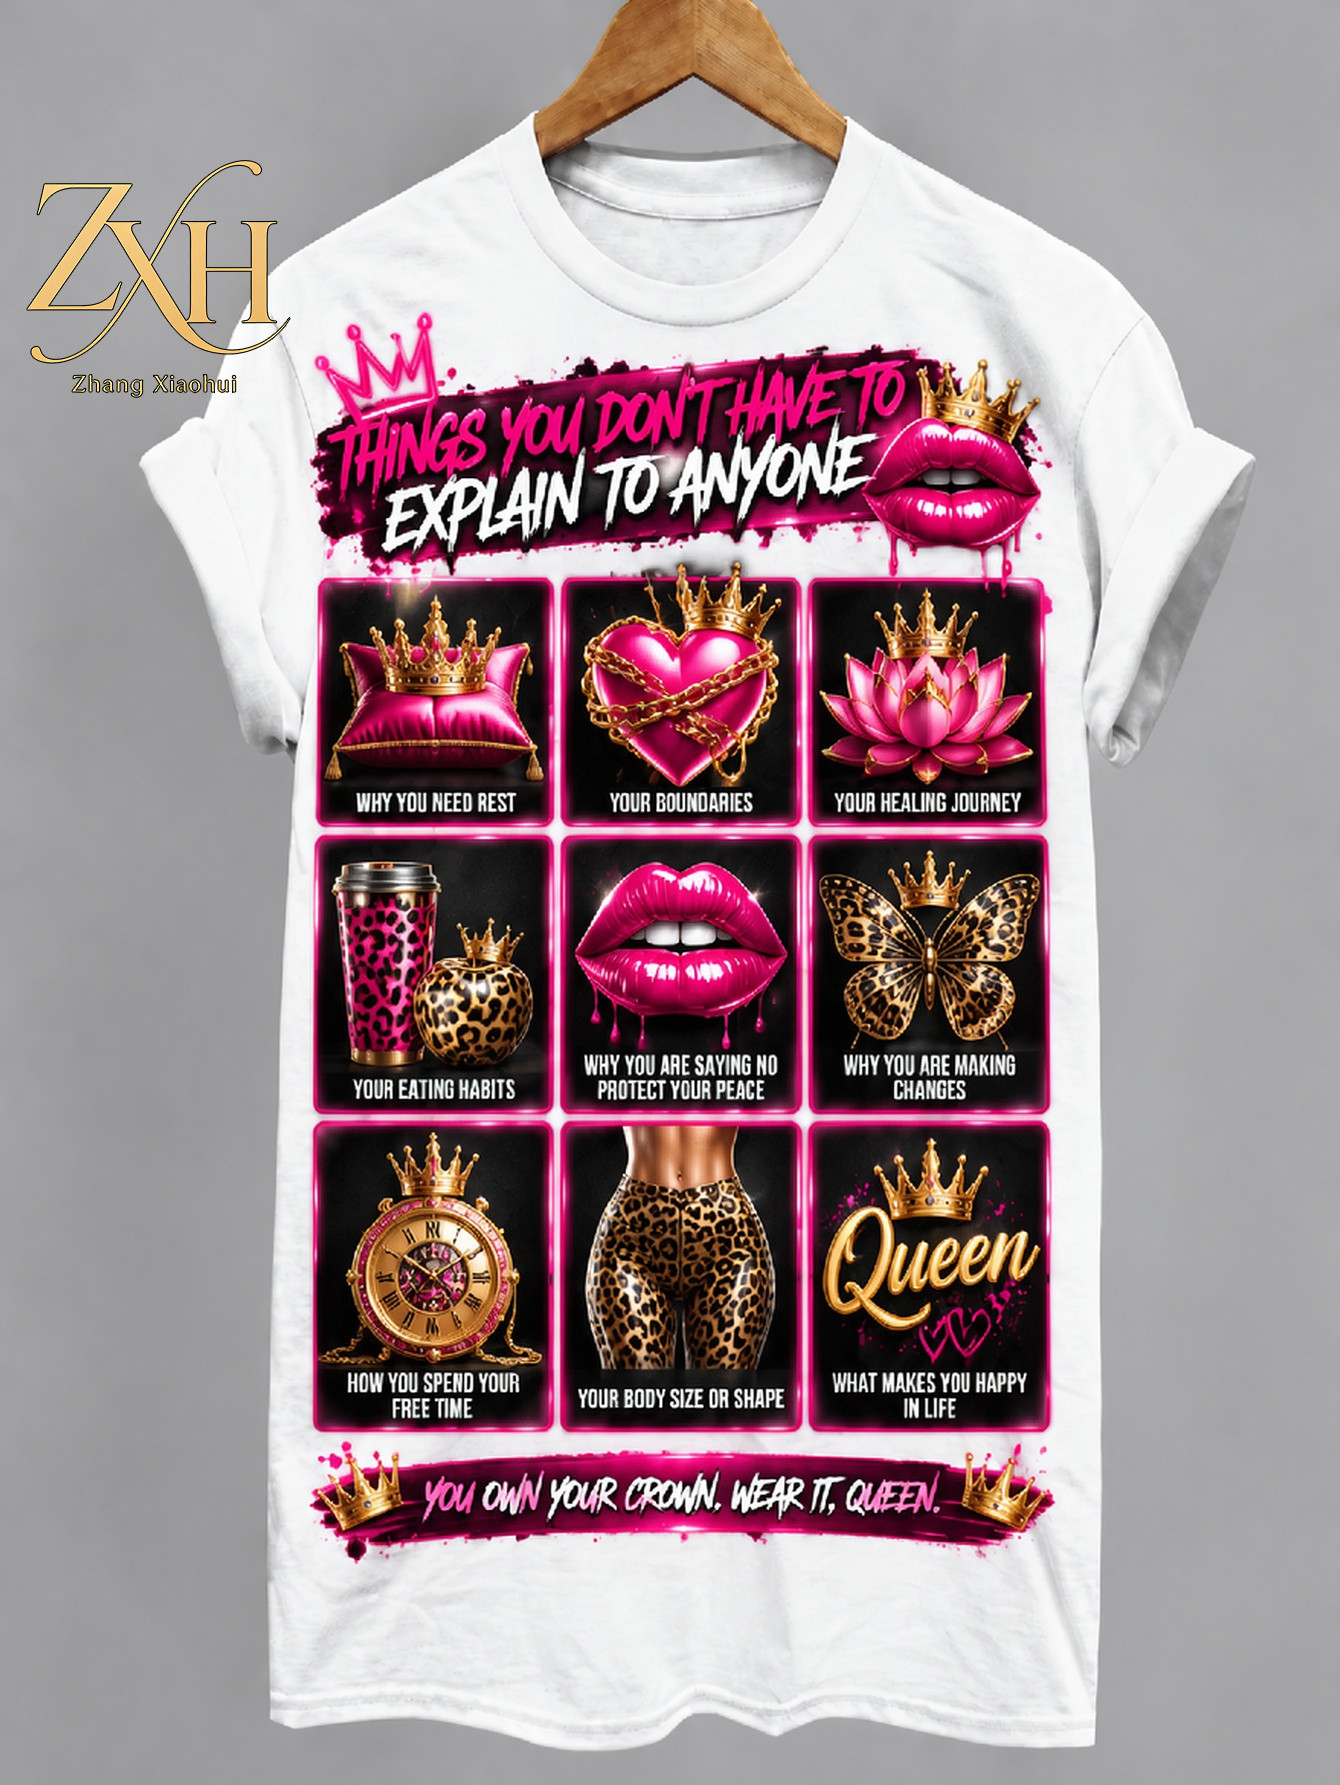 ZXH
Zhang Xiaohui
THINGS YOU DON'T HAVE TO
EXPLAIN TO ANYONE
WHY YOU NEED REST
YOUR BOUNDARIES
YOUR HEALING JOURNEY
YOUR EATING HABITS
WHY YOU ARE SAYING NO
PROTECT YOUR PEACE
WHY YOU ARE MAKING
CHANGES
HOW YOU SPEND YOUR
FREE TIME
YOUR BODY SIZE OR SHAPE
Queen
WHAT MAKES YOU HAPPY
IN LIFE
YOU OWN YOUR CROWN. WEAR IT, QUEEN.